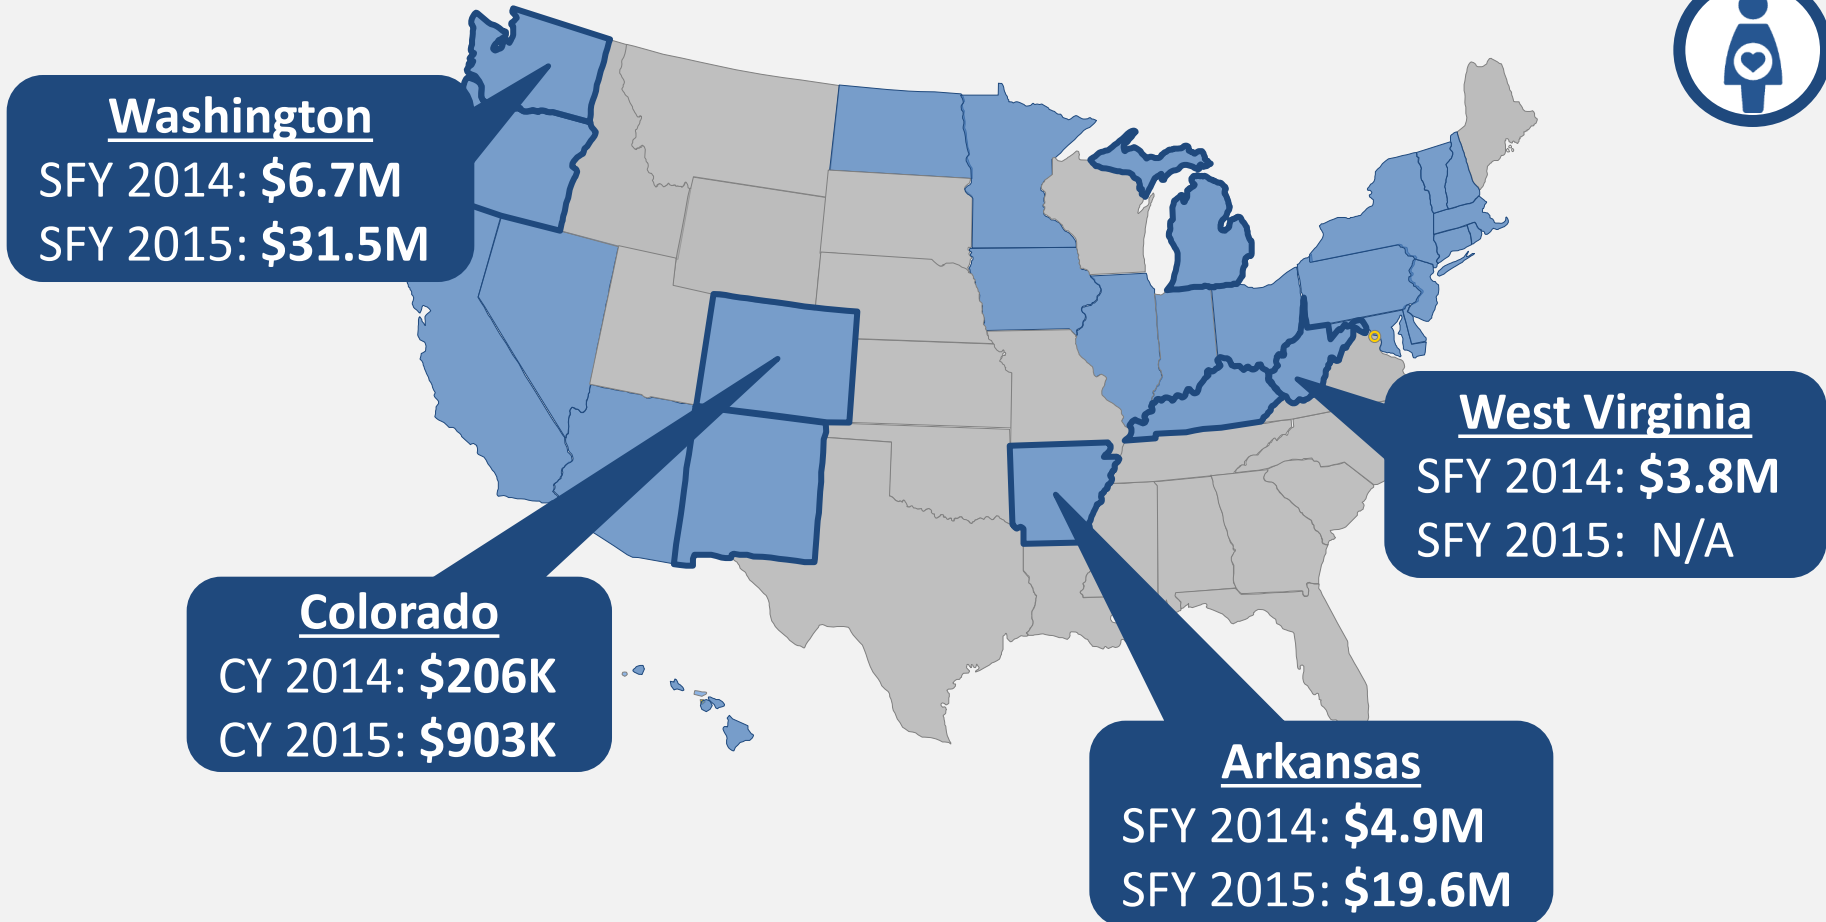 Washington
SFY 2014: $6.7M
SFY 2015: $31.5M
West Virginia
SFY 2014: $3.8M
SFY 2015: N/A
Colorado
CY 2014: $206K
CY 2015: $903K
Arkansas
SFY 2014: $4.9M
SFY 2015: $19.6M